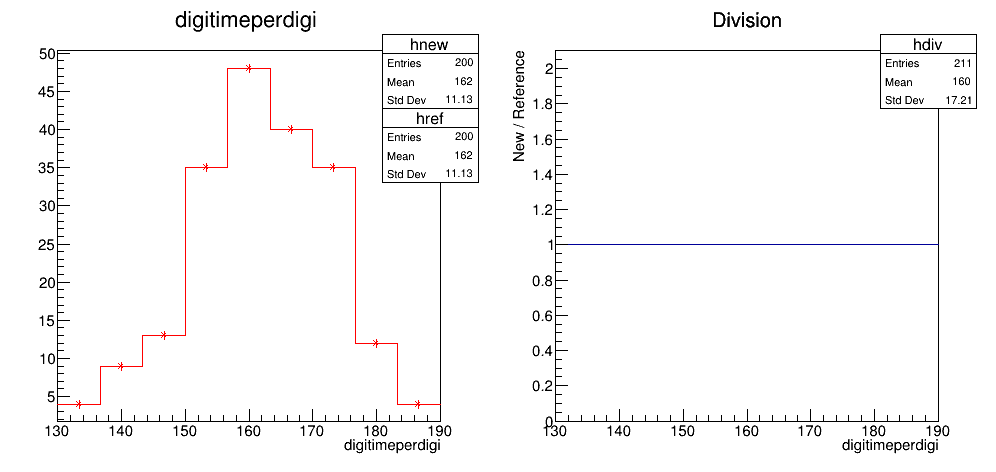 digitimeperdigi
hnew
Entries 200
Mean 162
Std Dev 11.13
href
Entries 200
Mean 162
Std Dev 11.13
50
45
40
35
30
25
20
15
10
5
130 140 150 160 170 180 190
digitimeperdigi
Division
hdiv
Entries 211
Mean 160
Std Dev 17.21
New / Reference
2
1.8
1.6
1.4
1.2
1
0.8
0.6
0.4
0.2
0
130 140 150 160 170 180 190
digitimeperdigi